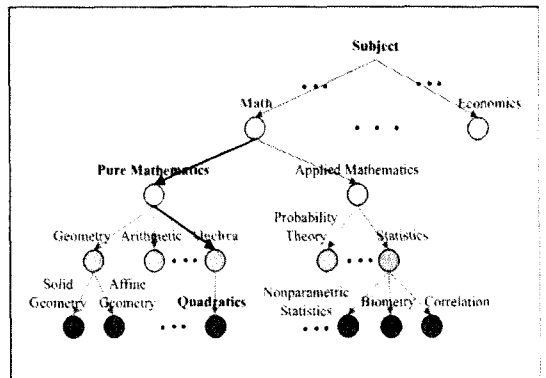 Subject
Math
Economics
Pure Mathematics
Applied Mathematics
Probability
Theory
Geometry
Arithmetic
Statistics
Solid
Geometry
Affine
Geometry
Quadratics
Nonparametric
Statistics
Biometry
Correlation